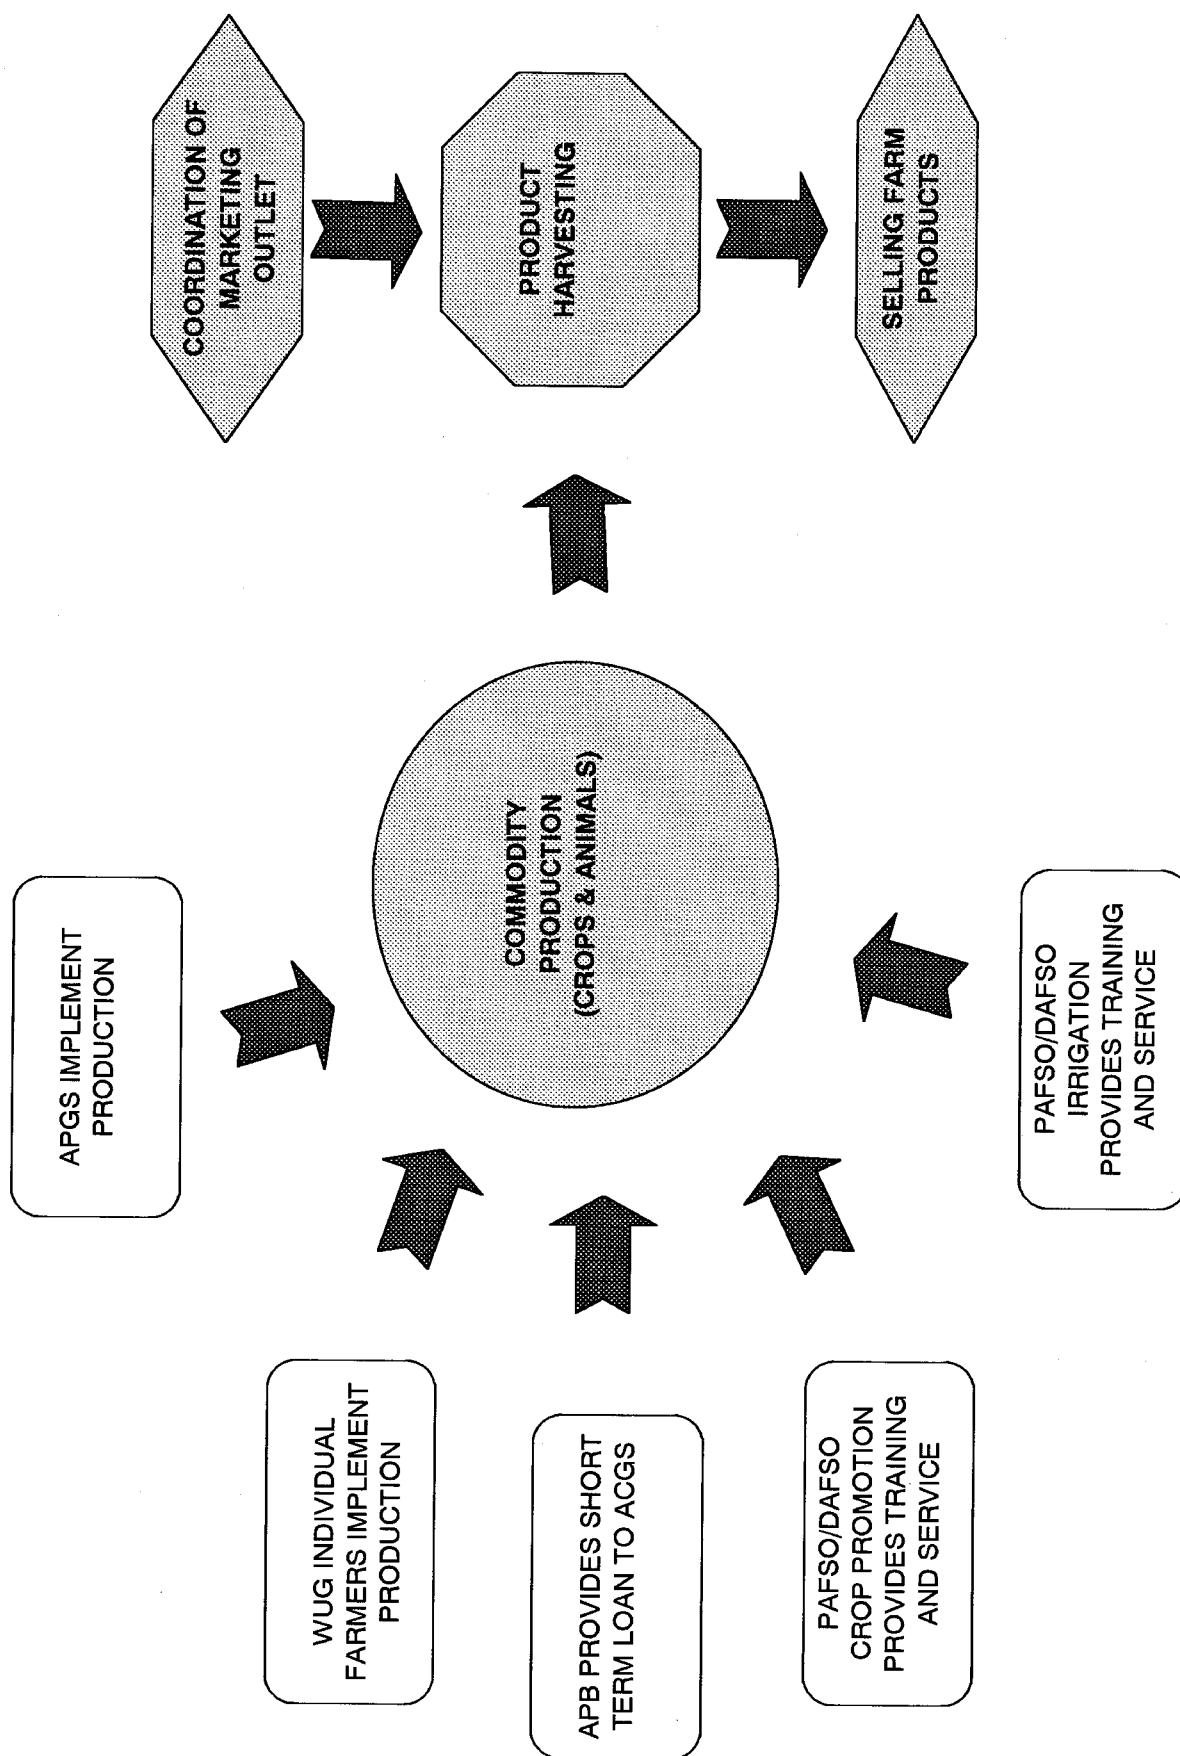 APGS IMPLEMENT
PRODUCTION
WUG INDIVIDUAL
FARMERS IMPLEMENT
PRODUCTION
APB PROVIDES SHORT
TERM LOAN TO ACGS
PAFSO/DAFSO
CROP PROMOTION
PROVIDES TRAINING
AND SERVICE
PAFSO/DAFSO
IRRIGATION
PROVIDES TRAINING
AND SERVICE
COMMODITY
PRODUCTION
(CROPS & ANIMALS)
COORDINATION OF
MARKETING
OUTLET
PRODUCT
HARVESTING
SELLING FARM
PRODUCTS